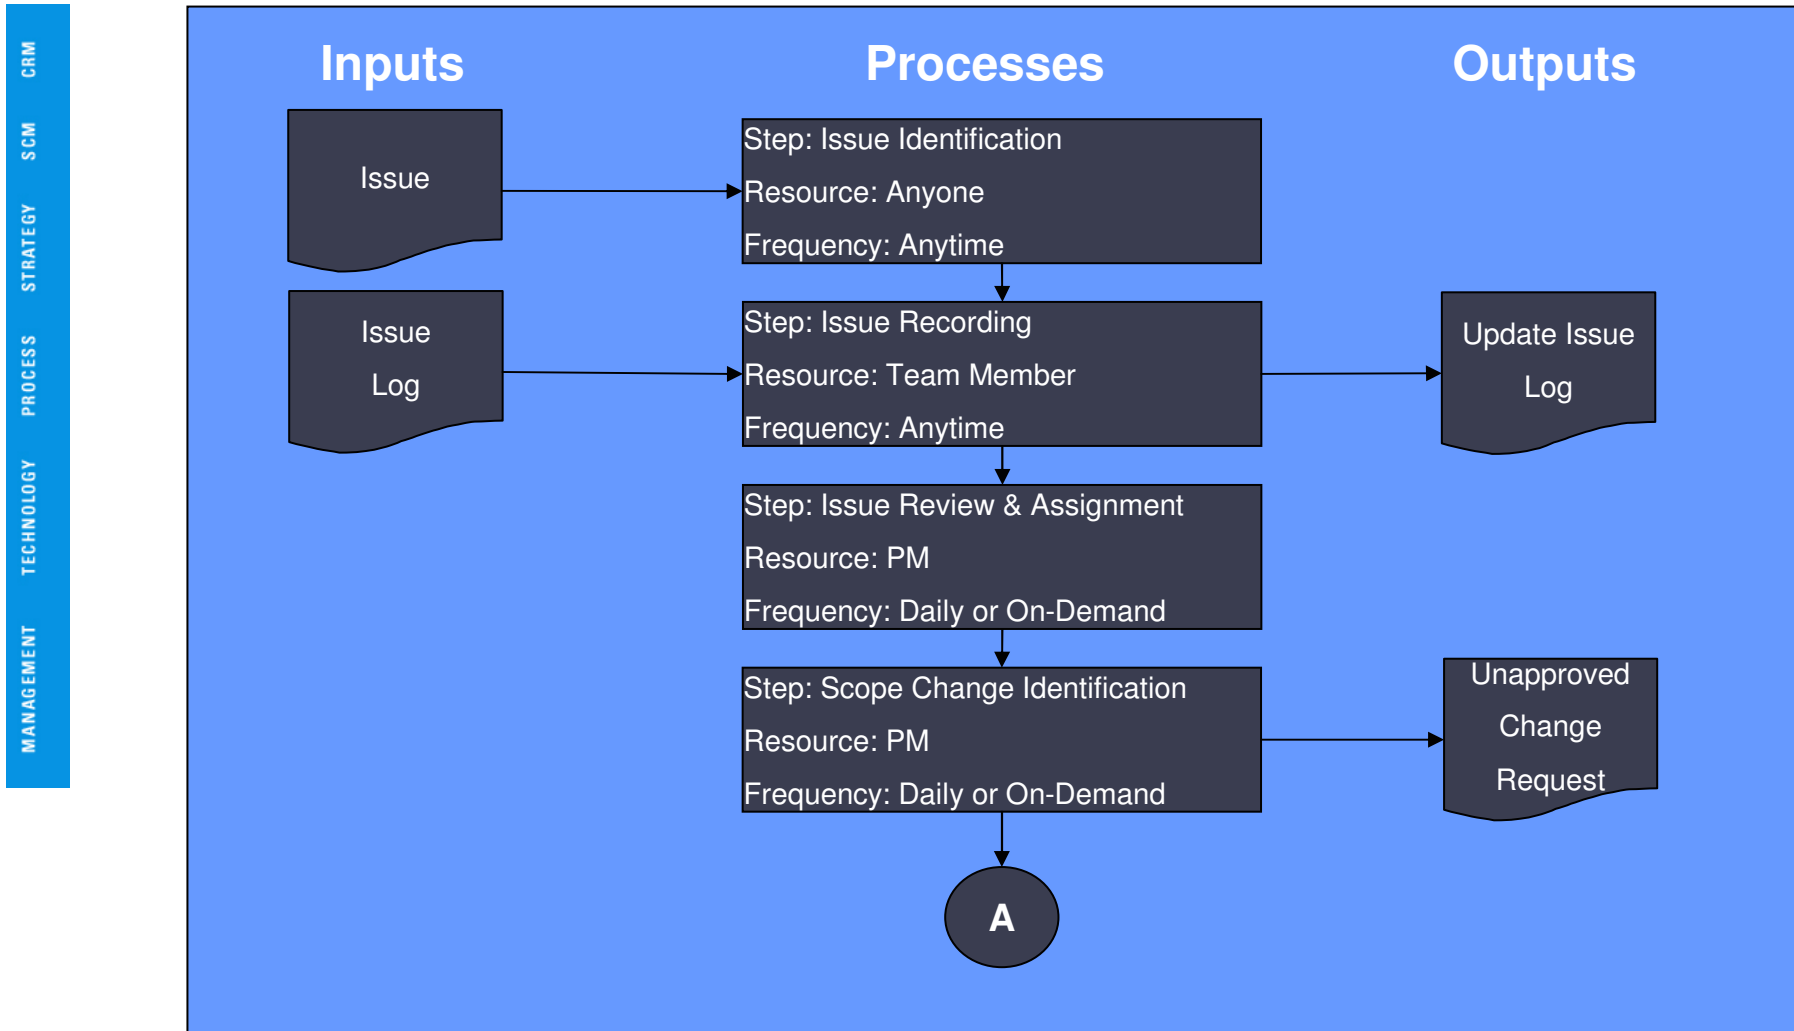 CRM
SCM
STRATEGY
PROCESS
TECHNOLOGY
MANAGEMENT
Inputs
Processes
Outputs
Issue
Step: Issue Identification
Resource: Anyone
Frequency: Anytime
Issue
Log
Step: Issue Recording
Resource: Team Member
Frequency: Anytime
Update Issue
Log
Step: Issue Review & Assignment
Resource: PM
Frequency: Daily or On-Demand
Step: Scope Change Identification
Resource: PM
Frequency: Daily or On-Demand
Unapproved
Change
Request
A